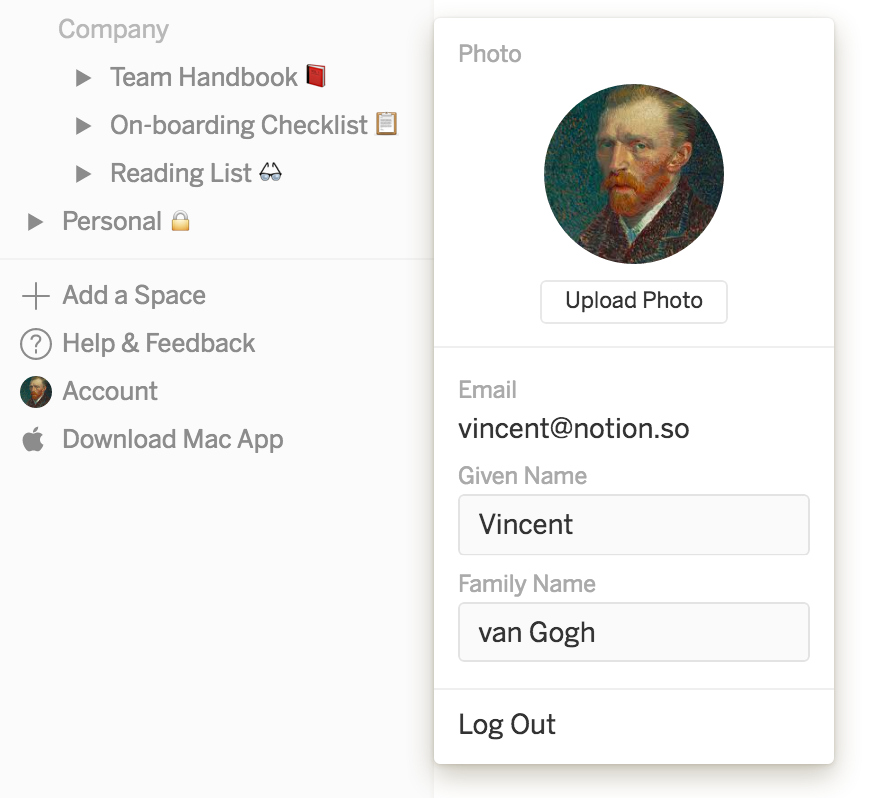 Company
Team Handbook 📕
On-boarding Checklist 📋
Reading List 👓
Personal 🔒
Add a Space
Help & Feedback
Account
Download Mac App
Photo
Upload Photo
Email
vincent@notion.so
Given Name
Vincent
Family Name
van Gogh
Log Out